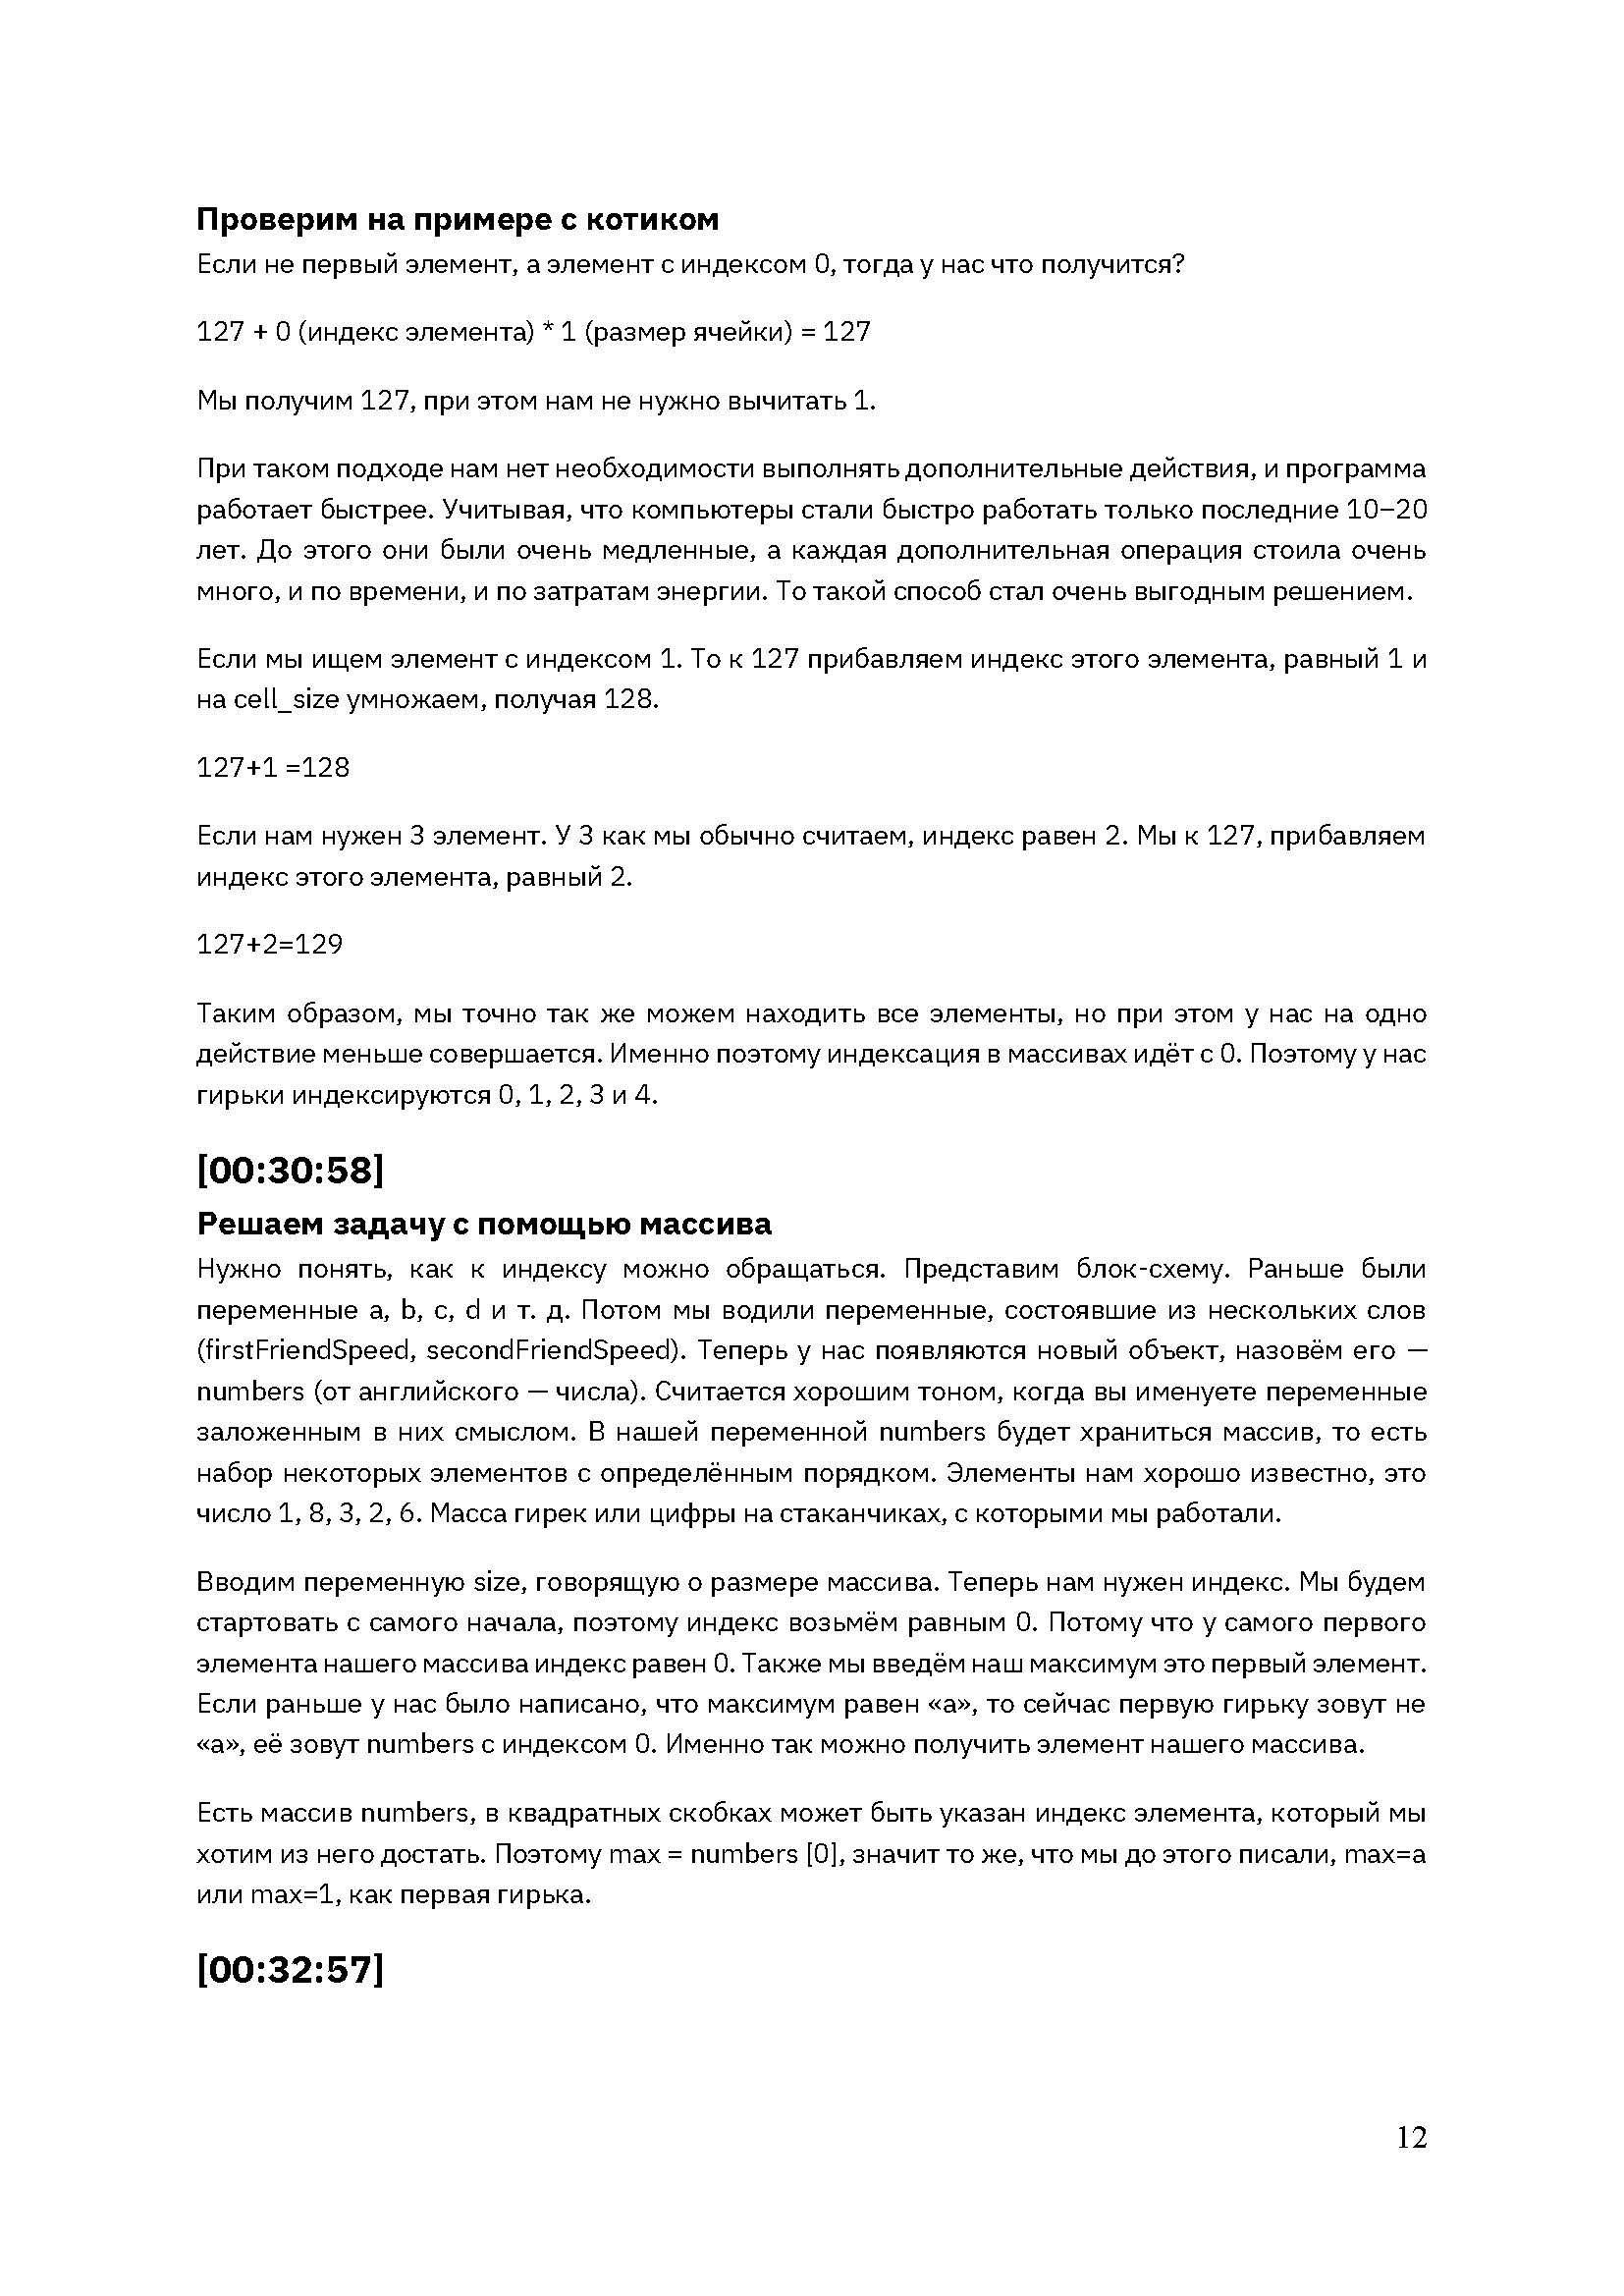 Проверим на примере с котиком
Если не первый элемент, а элемент с индексом 0, тогда у нас что получится?
127 + 0 (индекс элемента) * 1 (размер ячейки) = 127
Мы получим 127, при этом нам не нужно вычитать 1.
При таком подходе нам нет необходимости выполнять дополнительные действия, и программа
работает быстрее. Учитывая, что компьютеры стали быстро работать только последние 10–20
лет. До этого они были очень медленные, а каждая дополнительная операция стоила очень
много, и по времени, и по затратам энергии. То такой способ стал очень выгодным решением.
Если мы ищем элемент с индексом 1. То к 127 прибавляем индекс этого элемента, равный 1 и
на cell_size умножаем, получая 128.
127+1 =128
Если нам нужен 3 элемент. У 3 как мы обычно считаем, индекс равен 2. Мы к 127, прибавляем
индекс этого элемента, равный 2.
127+2=129
Таким образом, мы точно так же можем находить все элементы, но при этом у нас на одно
действие меньше совершается. Именно поэтому индексация в массивах идёт с 0. Поэтому у нас
гирьки индексируются 0, 1, 2, 3 и 4.
[00:30:58]
Решаем задачу с помощью массива
Нужно понять, как к индексу можно обращаться. Представим блок-схему. Раньше были
переменные a, b, c, d и т. д. Потом мы водили переменные, состоявшие из нескольких слов
(firstFriendSpeed, secondFriendSpeed). Теперь у нас появляются новый объект, назовём его —
numbers (от английского — числа). Считается хорошим тоном, когда вы именуете переменные
заложенным в них смыслом. В нашей переменной numbers будет храниться массив, то есть
набор некоторых элементов с определённым порядком. Элементы нам хорошо известно, это
число 1, 8, 3, 2, 6. Масса гирек или цифры на стаканчиках, с которыми мы работали.
Вводим переменную size, говорящую о размере массива. Теперь нам нужен индекс. Мы будем
стартовать с самого начала, поэтому индекс возьмём равным 0. Потому что у самого первого
элемента нашего массива индекс равен 0. Также мы введём наш максимум это первый элемент.
Если раньше у нас было написано, что максимум равен «а», то сейчас первую гирьку зовут не
«а», её зовут numbers с индексом 0. Именно так можно получить элемент нашего массива.
Есть массив numbers, в квадратных скобках может быть указан индекс элемента, который мы
хотим из него достать. Поэтому max = numbers [0], значит то же, что мы до этого писали, max=a
или max=1, как первая гирька.
[00:32:57]
12